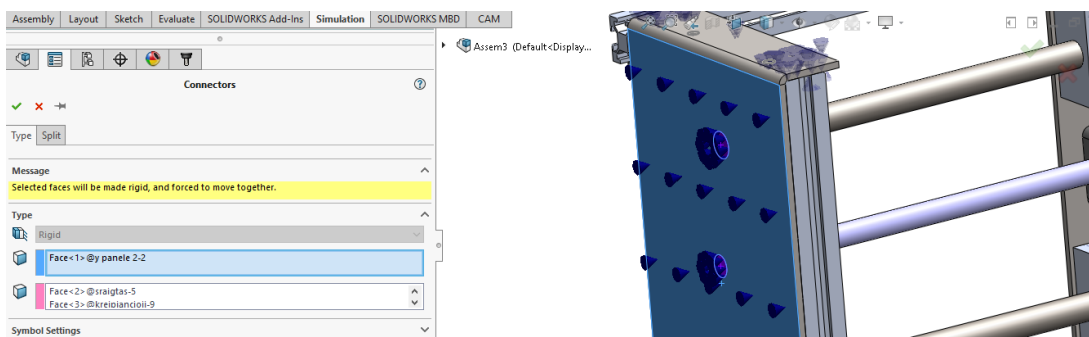 Assembly Layout Sketch Evaluate SOLIDWORKS Add-Ins Simulation SOLIDWORKS MBD CAM
Assem3 (Default<Display...
Connectors
Type Split
Message
Selected faces will be made rigid, and forced to move together.
Type
Rigid
Face<1>@y panele 2-2
Face<2>@sraigtas-5
Face<3>@kreipiancioji-9
Symbol Settings